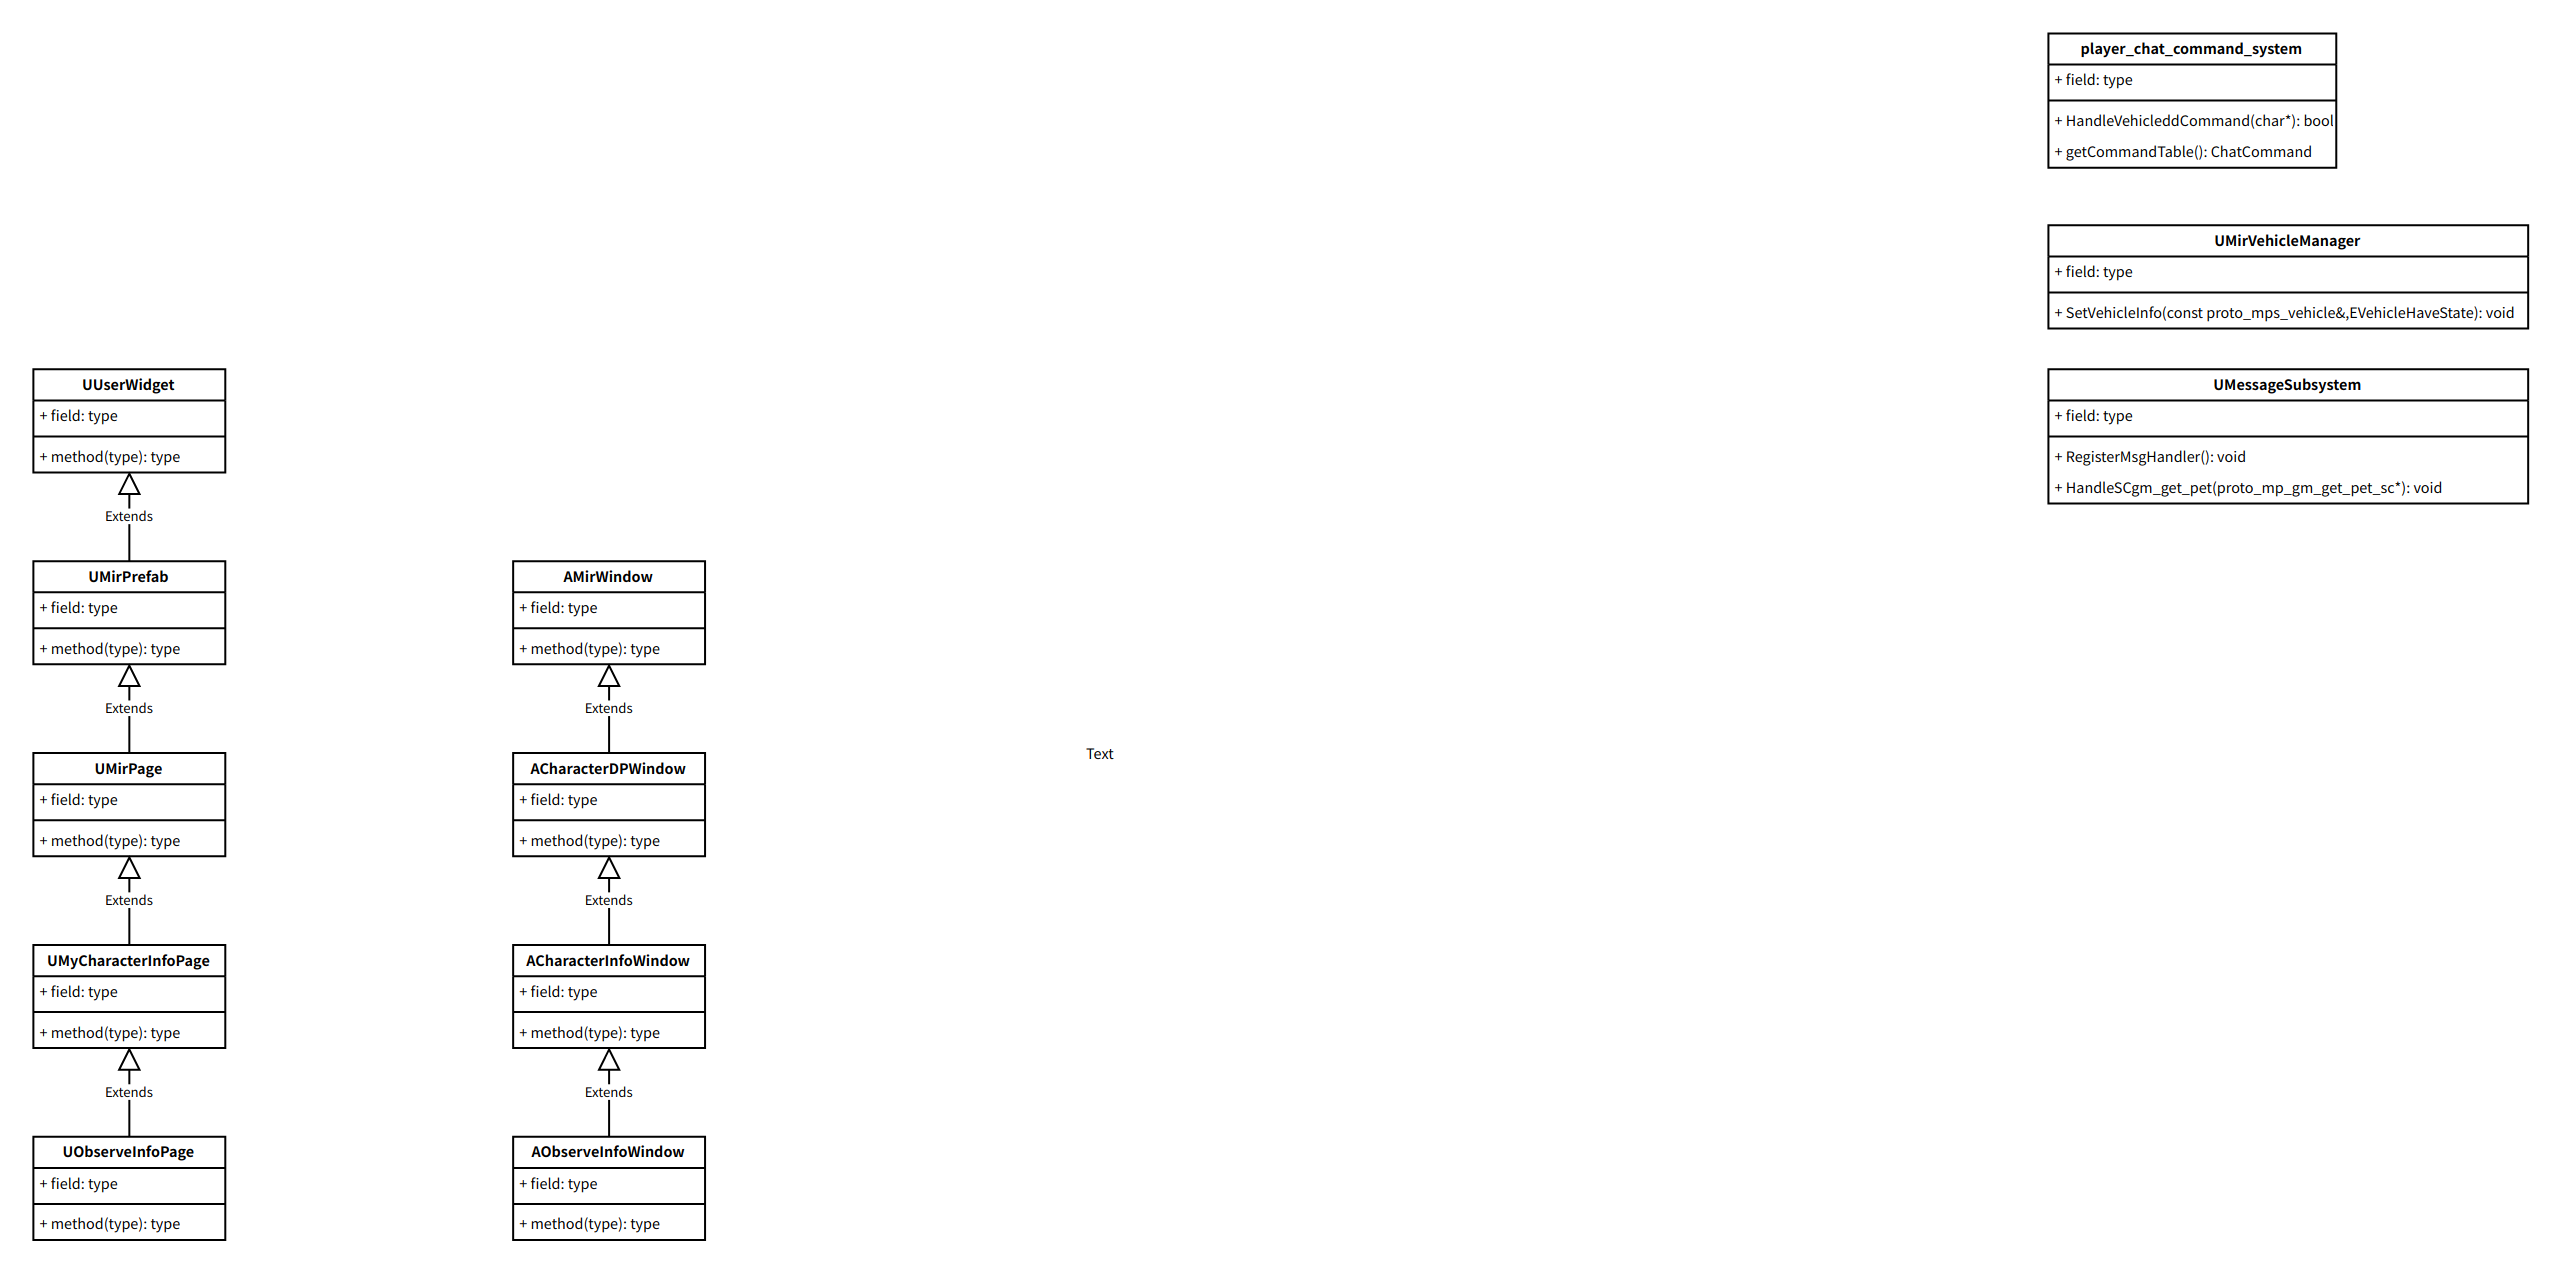 player_chat_command_system
+ field: type
+ HandleVehicleddCommand(char*): bool
+ getCommandTable(): ChatCommand
UMirVehicleManager
+ field: type
+ SetVehicleInfo(const proto_mps_vehicle&,EVehicleHaveState): void
UMessageSubsystem
+ field: type
+ RegisterMsgHandler(): void
+ HandleSCgm_get_pet(proto_mp_gm_get_pet_sc*): void
UUserWidget
+ field: type
+ method(type): type
Extends
UMirPrefab
+ field: type
+ method(type): type
Extends
UMirPage
+ field: type
+ method(type): type
Extends
UMyCharacterInfoPage
+ field: type
+ method(type): type
Extends
UObserveInfoPage
+ field: type
+ method(type): type
AMirWindow
+ field: type
+ method(type): type
Extends
ACharacterDPWindow
+ field: type
+ method(type): type
Extends
ACharacterInfoWindow
+ field: type
+ method(type): type
Extends
AObserveInfoWindow
+ field: type
+ method(type): type
Text